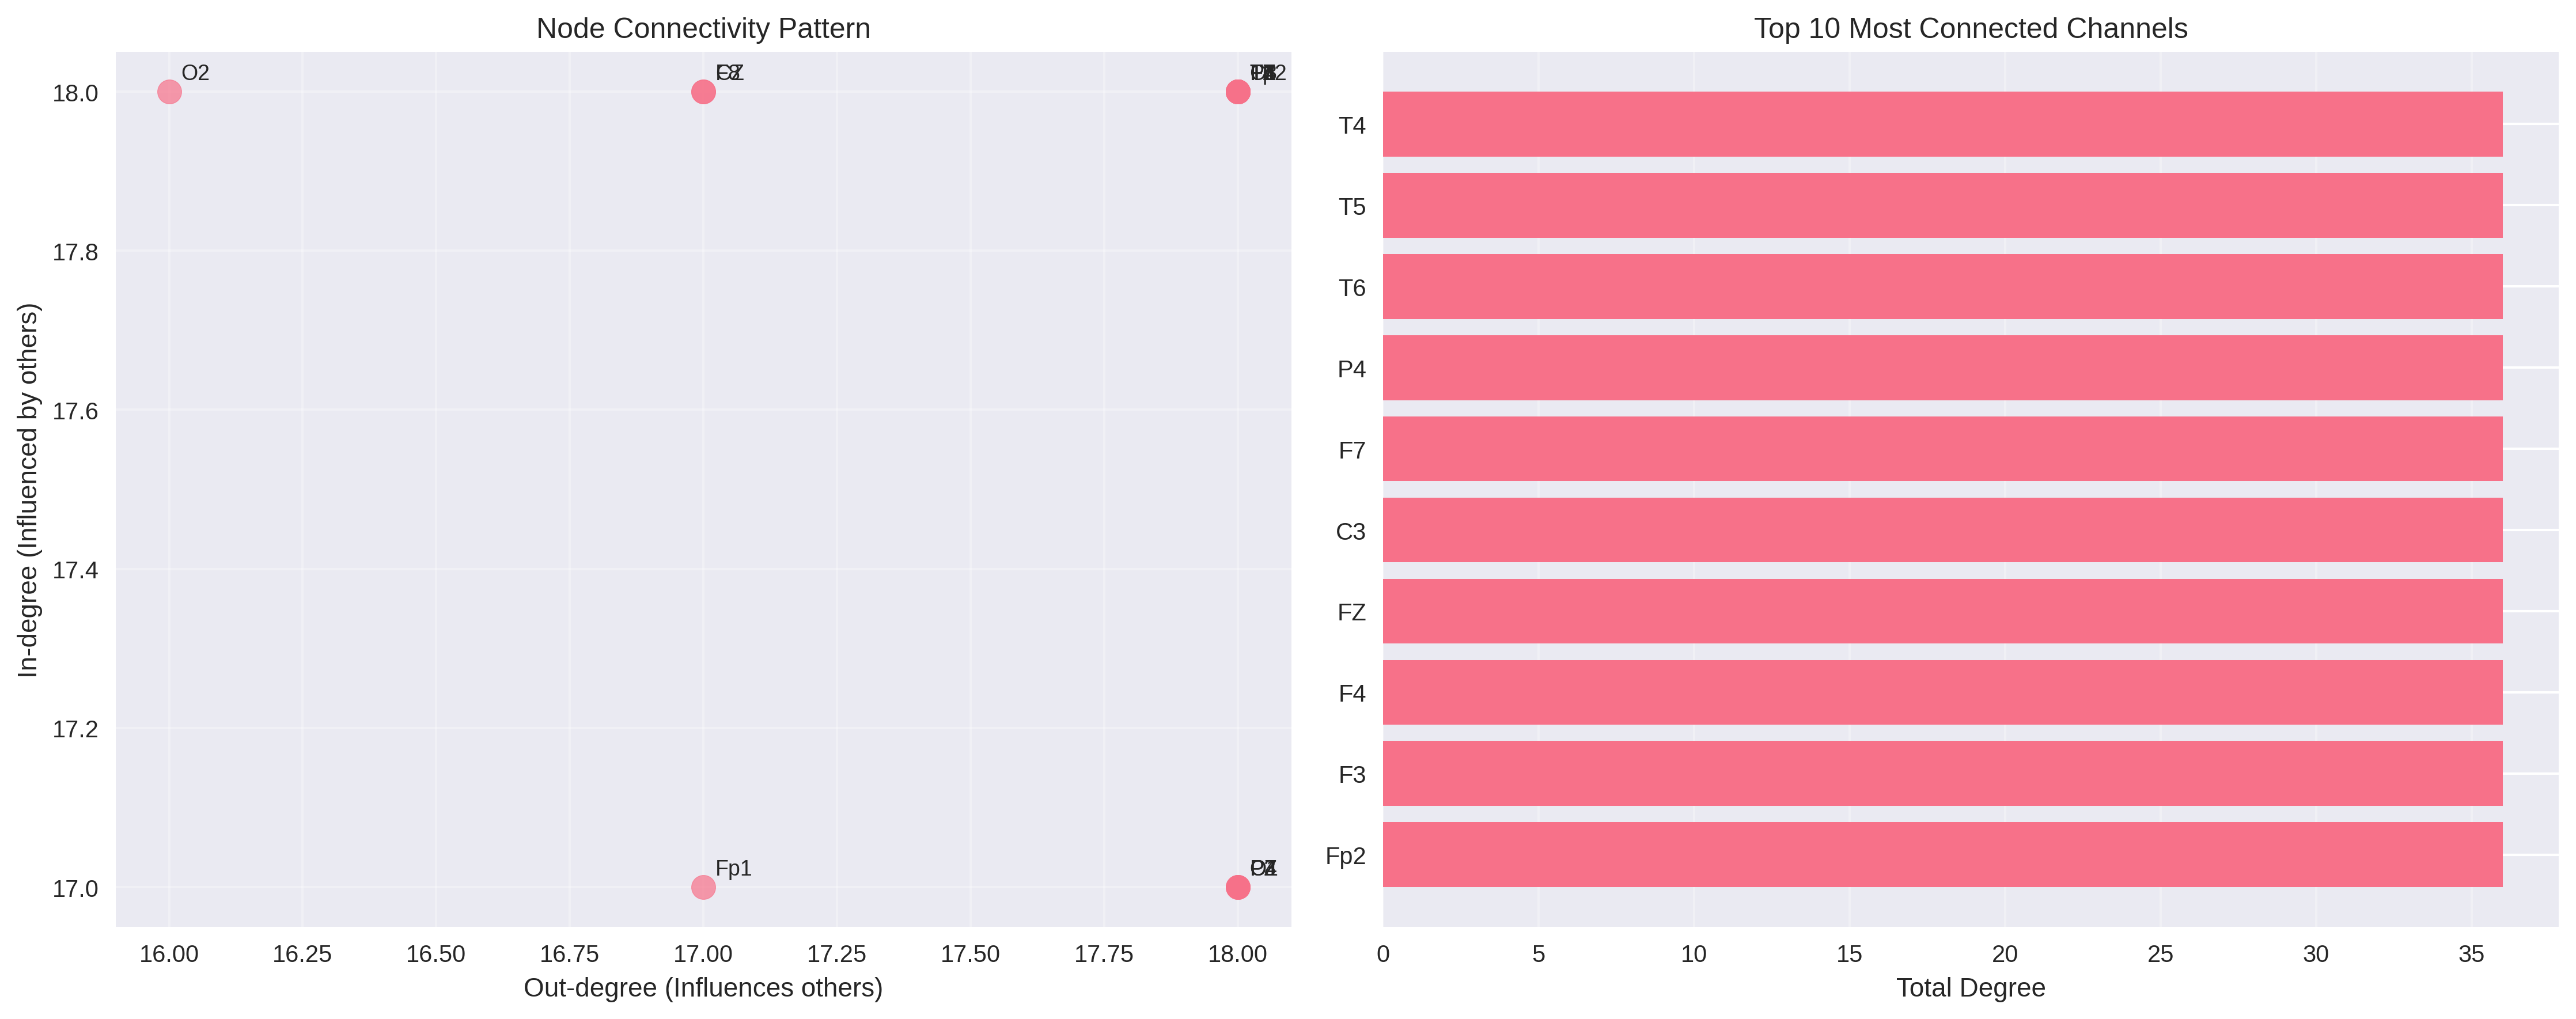 Node Connectivity Pattern
In-degree (Influenced by others)
18.0
17.8
17.6
17.4
17.2
17.0
O2
Fp1
16.00 16.25 16.50 16.75 17.00 17.25 17.50 17.75 18.00
Out-degree (Influences others)
Top 10 Most Connected Channels
T4
T5
T6
P4
F7
C3
FZ
F4
F3
Fp2
0 5 10 15 20 25 30 35
Total Degree